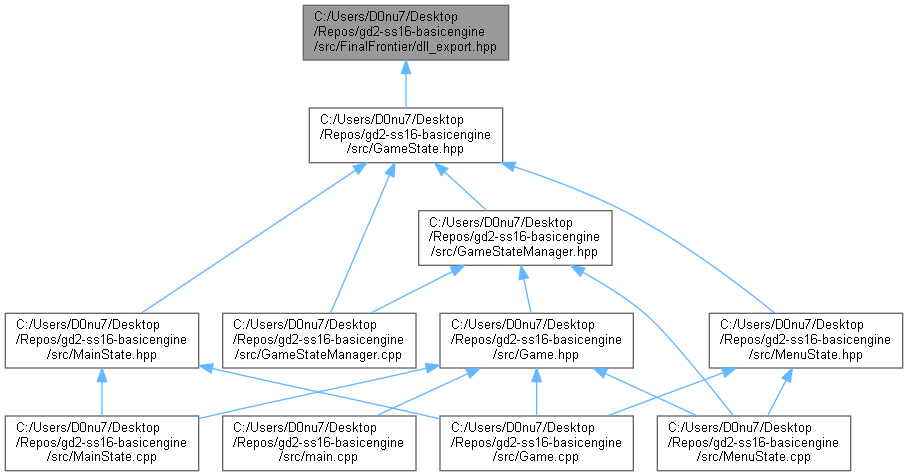 C:/Users/D0nu7/Desktop
/Repos/gd2-ss16-basicengine
/src/FinalFrontier/dll_export.hpp
C:/Users/D0nu7/Desktop
/Repos/gd2-ss16-basicengine
/src/GameState.hpp
C:/Users/D0nu7/Desktop
/Repos/gd2-ss16-basicengine
/src/GameStateManager.hpp
C:/Users/D0nu7/Desktop
/Repos/gd2-ss16-basicengine
/src/MainState.hpp
C:/Users/D0nu7/Desktop
/Repos/gd2-ss16-basicengine
/src/GameStateManager.cpp
C:/Users/D0nu7/Desktop
/Repos/gd2-ss16-basicengine
/src/Game.hpp
C:/Users/D0nu7/Desktop
/Repos/gd2-ss16-basicengine
/src/MenuState.hpp
C:/Users/D0nu7/Desktop
/Repos/gd2-ss16-basicengine
/src/MainState.cpp
C:/Users/D0nu7/Desktop
/Repos/gd2-ss16-basicengine
/src/main.cpp
C:/Users/D0nu7/Desktop
/Repos/gd2-ss16-basicengine
/src/Game.cpp
C:/Users/D0nu7/Desktop
/Repos/gd2-ss16-basicengine
/src/MenuState.cpp